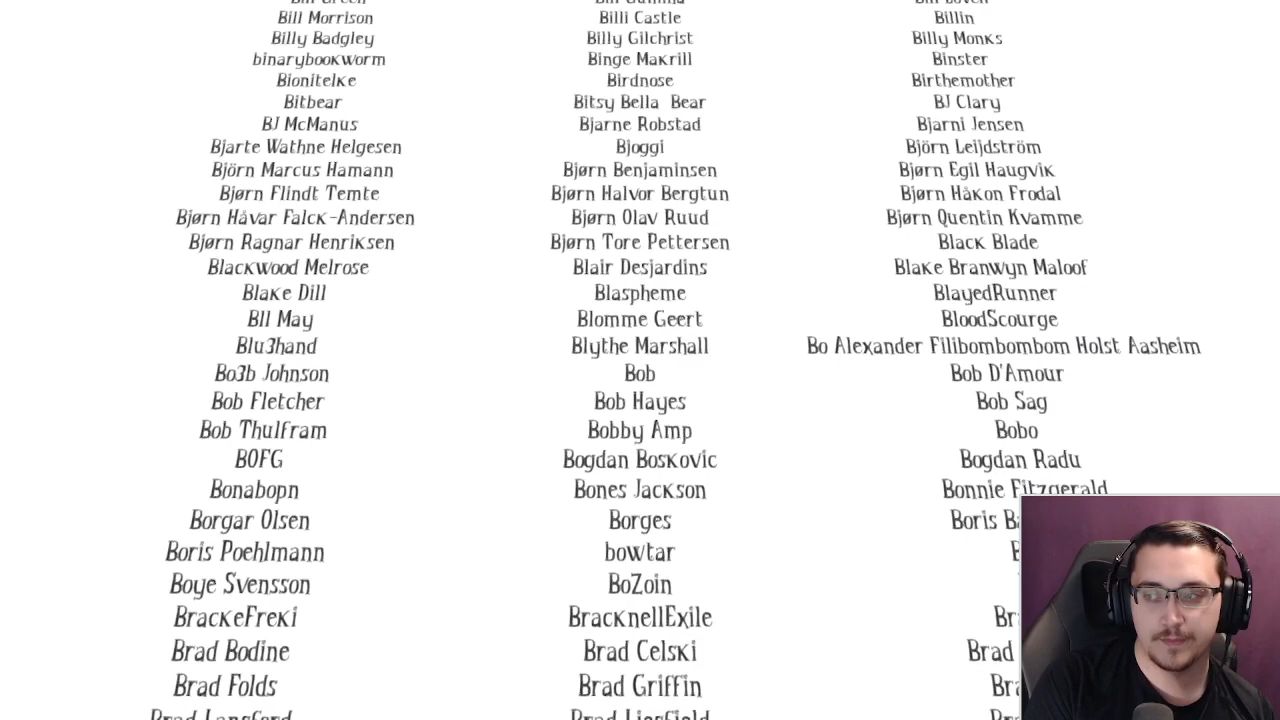 Bill Morrison Billi Castle Billin
Billy Badgley Billy Gilchrist Billy Monks
binarybookworm Binge Makrill Binster
Bionitelke Birdnose Birthemother
Bitbear Bitsy Bella Bear BJ Clary
BJ McManus Bjarne Robstad Bjarni Jensen
Bjarte Wathne Helgesen Bjoggi Björn Leijdström
Björn Marcus Hamann Bjørn Benjaminsen Bjørn Egil Haugvik
Bjørn Flindt Temte Bjørn Halvor Bergtun Bjørn Håkon Frodal
Bjørn Håvar Falck-Andersen Bjørn Olav Ruud Bjørn Quentin Kvamme
Bjørn Ragnar Henriksen Bjørn Tore Pettersen Black Blade
Blackwood Melrose Blair Desjardins Blake Branwyn Maloof
Blake Dill Blaspheme BlayedRunner
Bll May Blomme Geert BloodScourge
Blu3hand Blythe Marshall Bo Alexander Filibombombom Holst Aasheim
Bo3b Johnson Bob Bob D'Amour
Bob Fletcher Bob Hayes Bob Sag
Bob Thulfram Bobby Amp Bobo
BOFG Bogdan Boskovic Bogdan Radu
Bonabopn Bones Jackson Bonnie Fitzgerald
Borgar Olsen Borges Boris
Boris Poehlmann bowtar
Boye Svensson BoZoin
BrackeFreki BracknellExile
Brad Bodine Brad Celski Brad
Brad Folds Brad Griffin